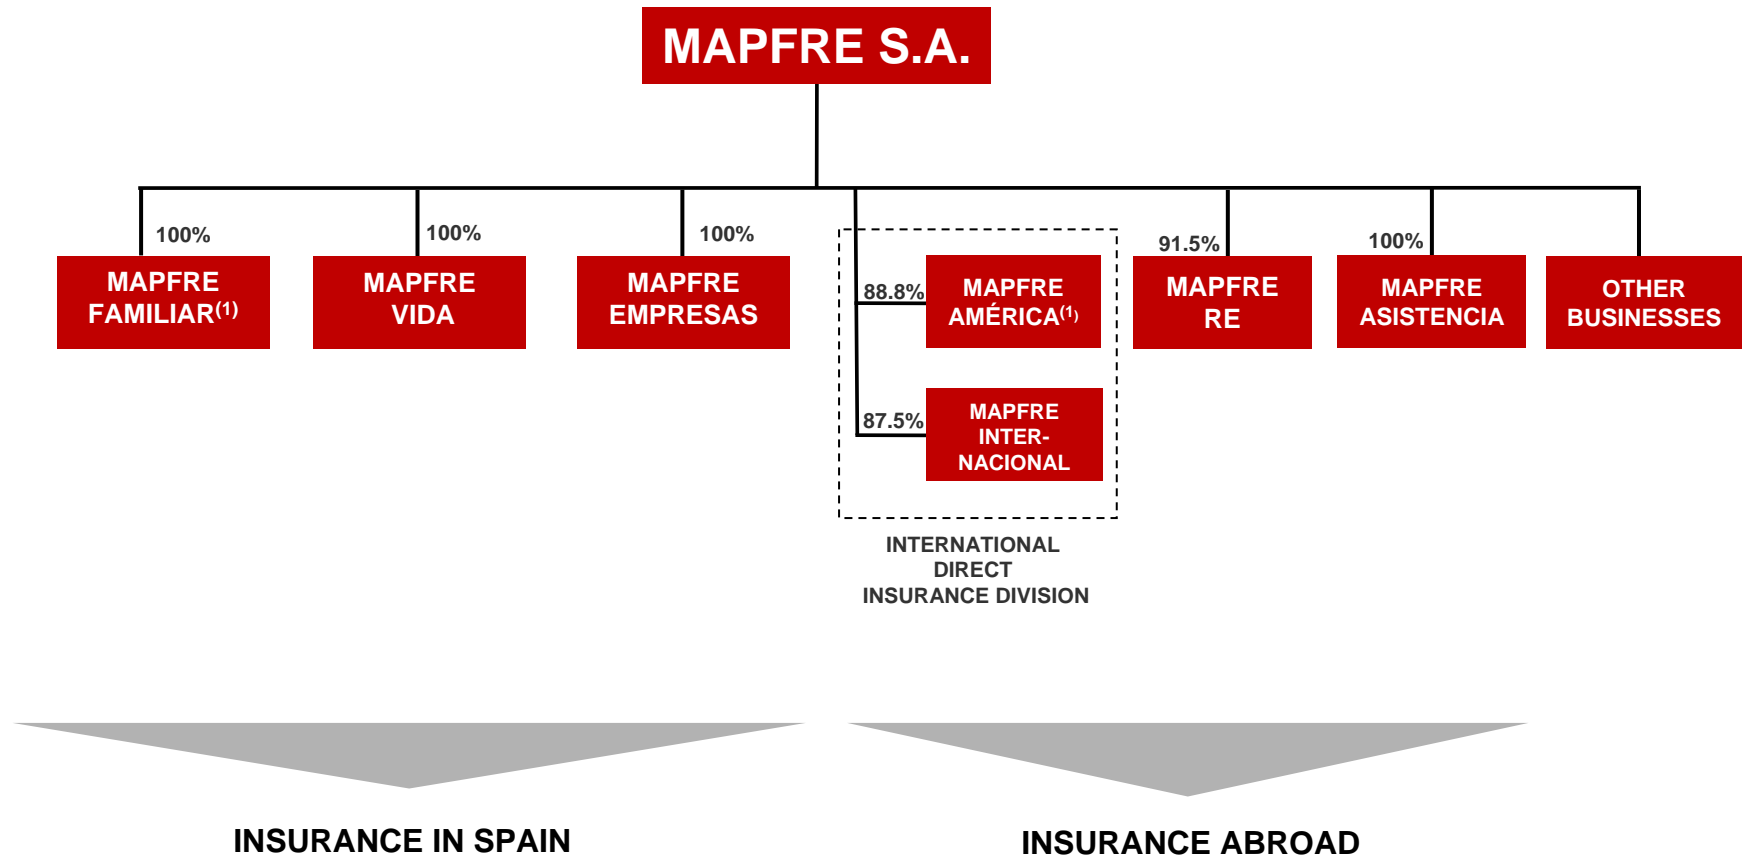 MAPFRE S.A.
100%
MAPFRE
FAMILIAR(1)
100%
MAPFRE
VIDA
100%
MAPFRE
EMPRESAS
88.8%
MAPFRE
AMÉRICA(1)
87.5%
MAPFRE
INTER-
NACIONAL
INTERNATIONAL
DIRECT
INSURANCE DIVISION
91.5%
MAPFRE
RE
100%
MAPFRE
ASISTENCIA
OTHER
BUSINESSES
INSURANCE IN SPAIN
INSURANCE ABROAD